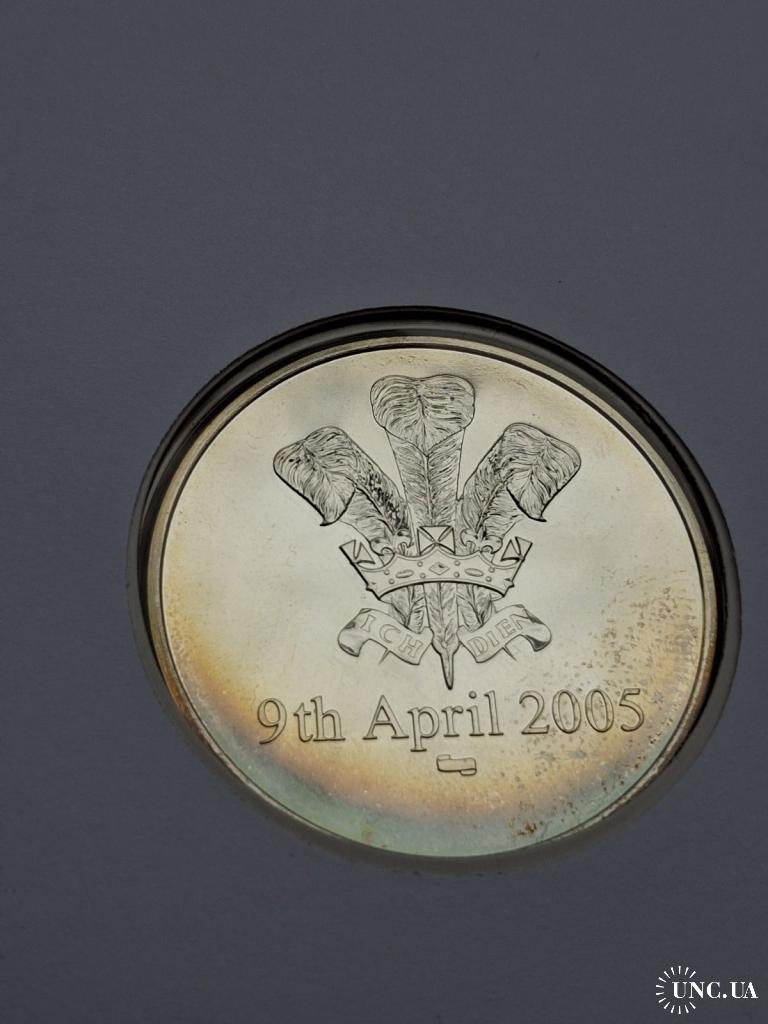 ICH DIEN
9th April 2005
UNC.UA